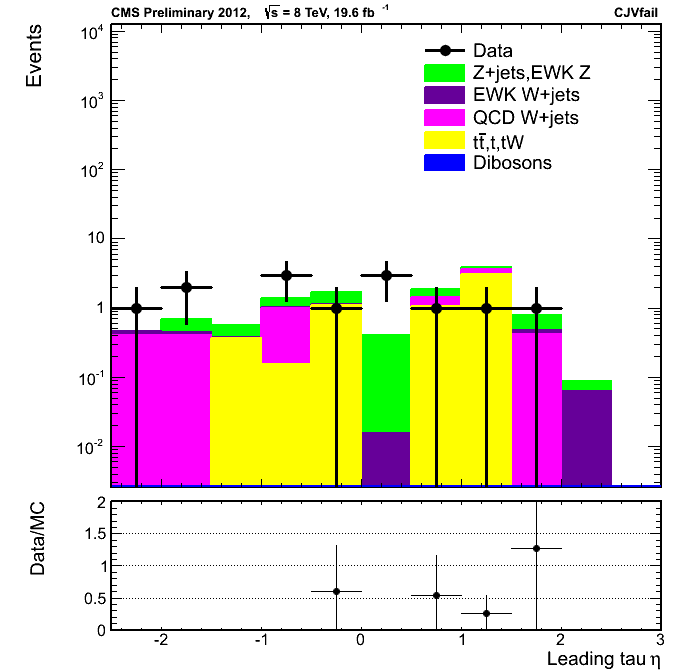 CMS Preliminary 2012, √s = 8 TeV, 19.6 fb⁻¹ CJVfail
Events
10⁴
10³
10²
10
1
10⁻¹
10⁻²
Data
Z+jets,EWK Z
EWK W+jets
QCD W+jets
tt̅,t,tW
Dibosons
Data/MC
2
1.5
1
0.5
0
-2 -1 0 1 2 3
Leading tau η